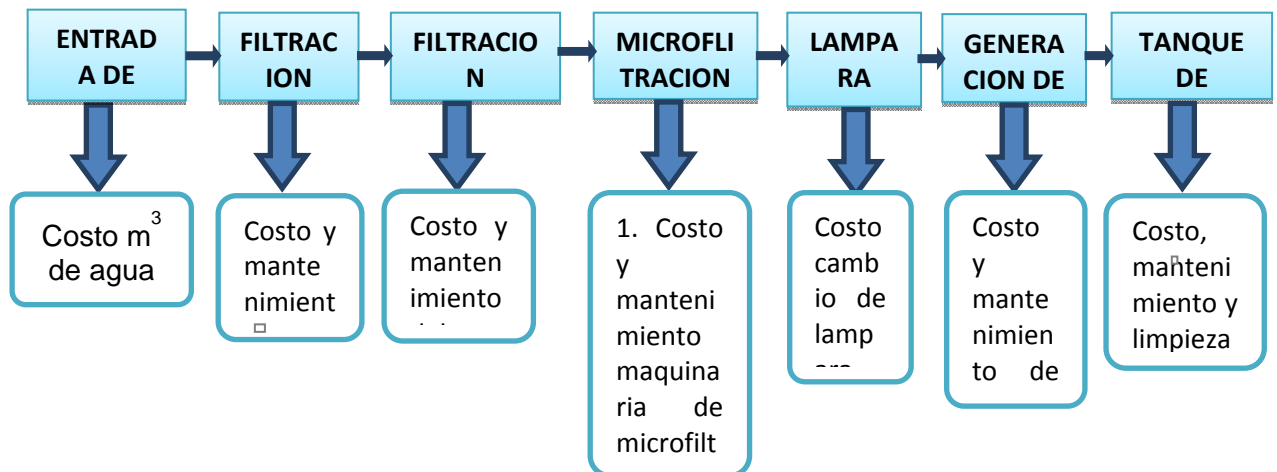 ENTRAD
A DE
FILTRAC
ION
FILTRACIO
N
MICROFLI
TRACION
LAMPA
RA
GENERA
CION DE
TANQUE
DE
Costo m³
de agua
Costo y
mante
nimient
Costo y
manten
imiento
1. Costo
y
manteni
miento
maquina
ria de
microfilt
Costo
camb
io de
lamp
Costo
y
mante
nimien
to de
Costo,
manteni
miento y
limpieza